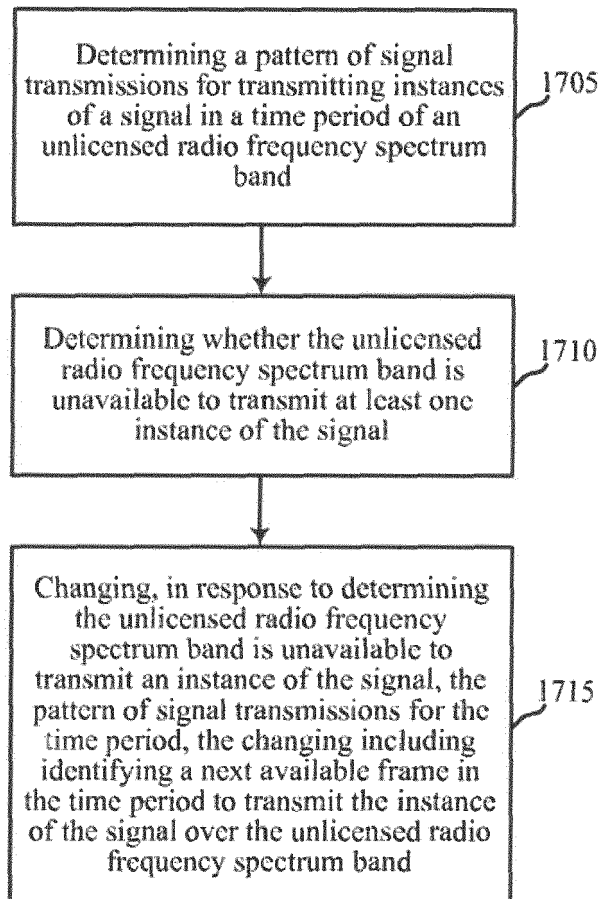 Determining a pattern of signal
transmissions for transmitting instances
of a signal in a time period of an
unlicensed radio frequency spectrum
band
1705
Determining whether the unlicensed
radio frequency spectrum band is
unavailable to transmit at least one
instance of the signal
1710
Changing, in response to determining
the unlicensed radio frequency
spectrum band is unavailable to
transmit an instance of the signal, the
pattern of signal transmissions for the
time period, the changing including
identifying a next available frame in
the time period to transmit the instance
of the signal over the unlicensed radio
frequency spectrum band
1715